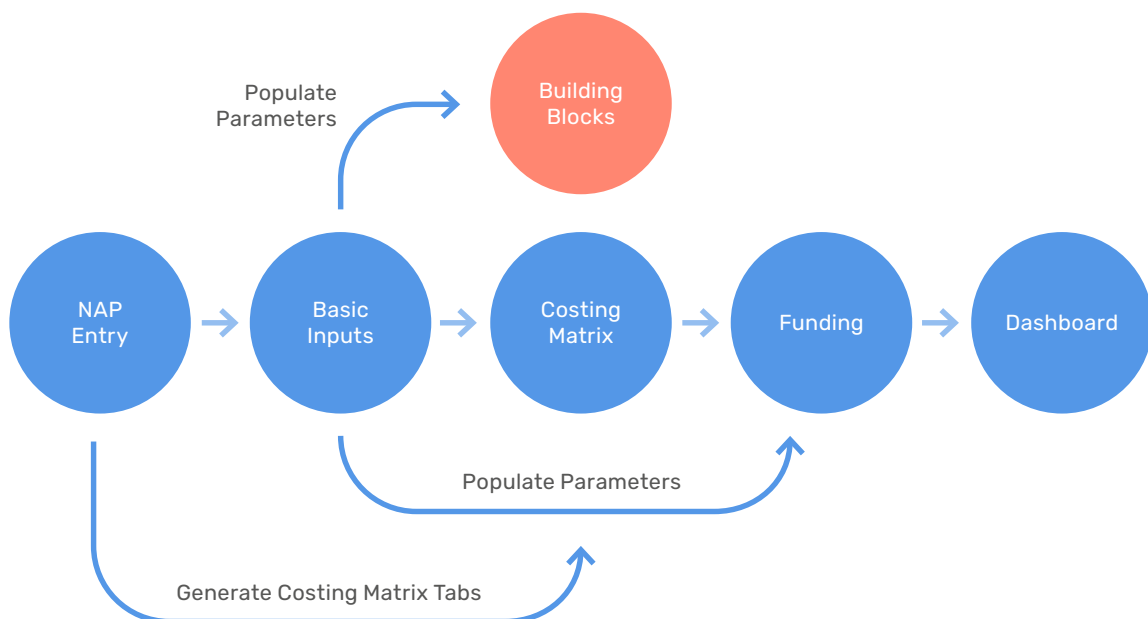 Populate
Parameters
Building
Blocks
NAP
Entry
Basic
Inputs
Costing
Matrix
Funding
Dashboard
Populate Parameters
Generate Costing Matrix Tabs